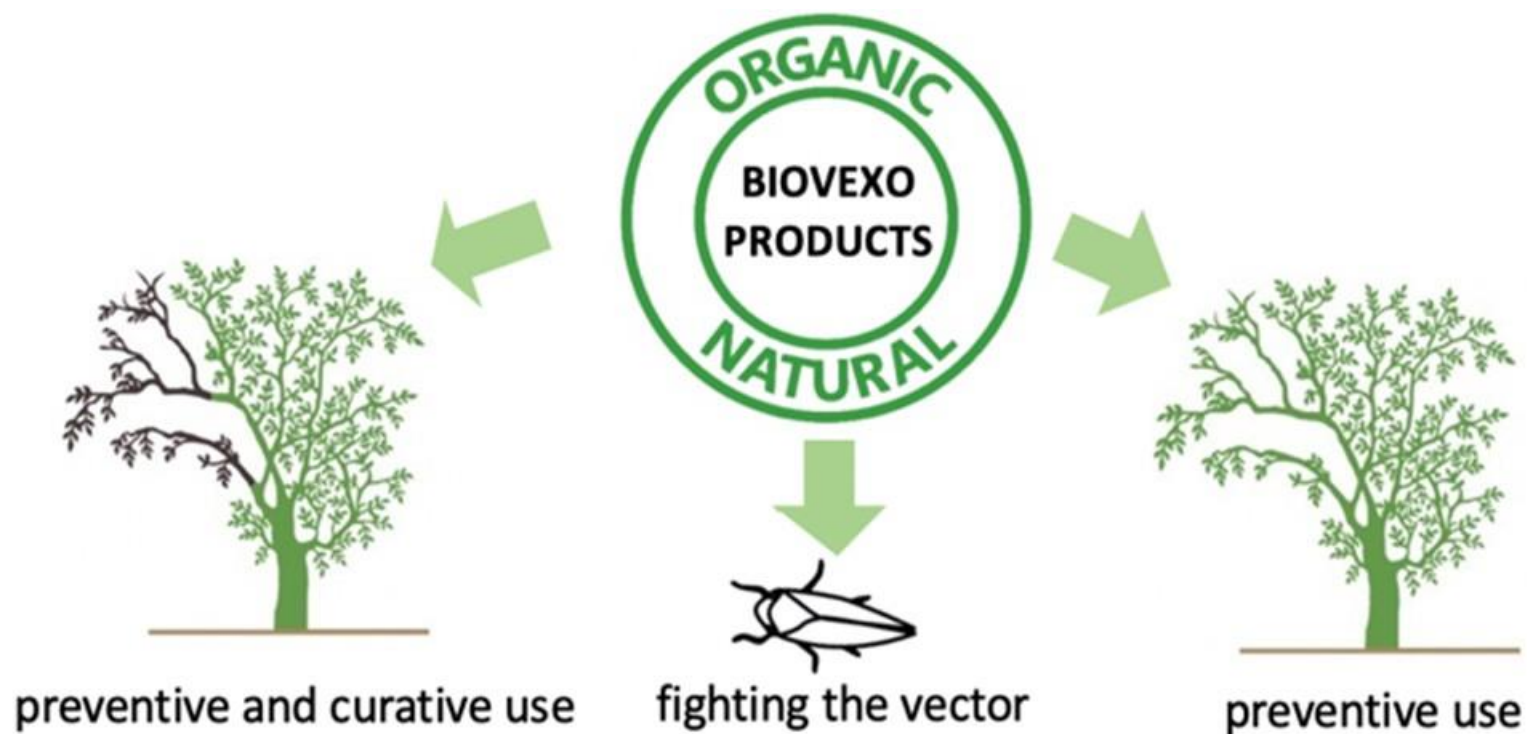 ORGANIC
BIOVEXO
PRODUCTS
NATURAL
preventive and curative use
fighting the vector
preventive use